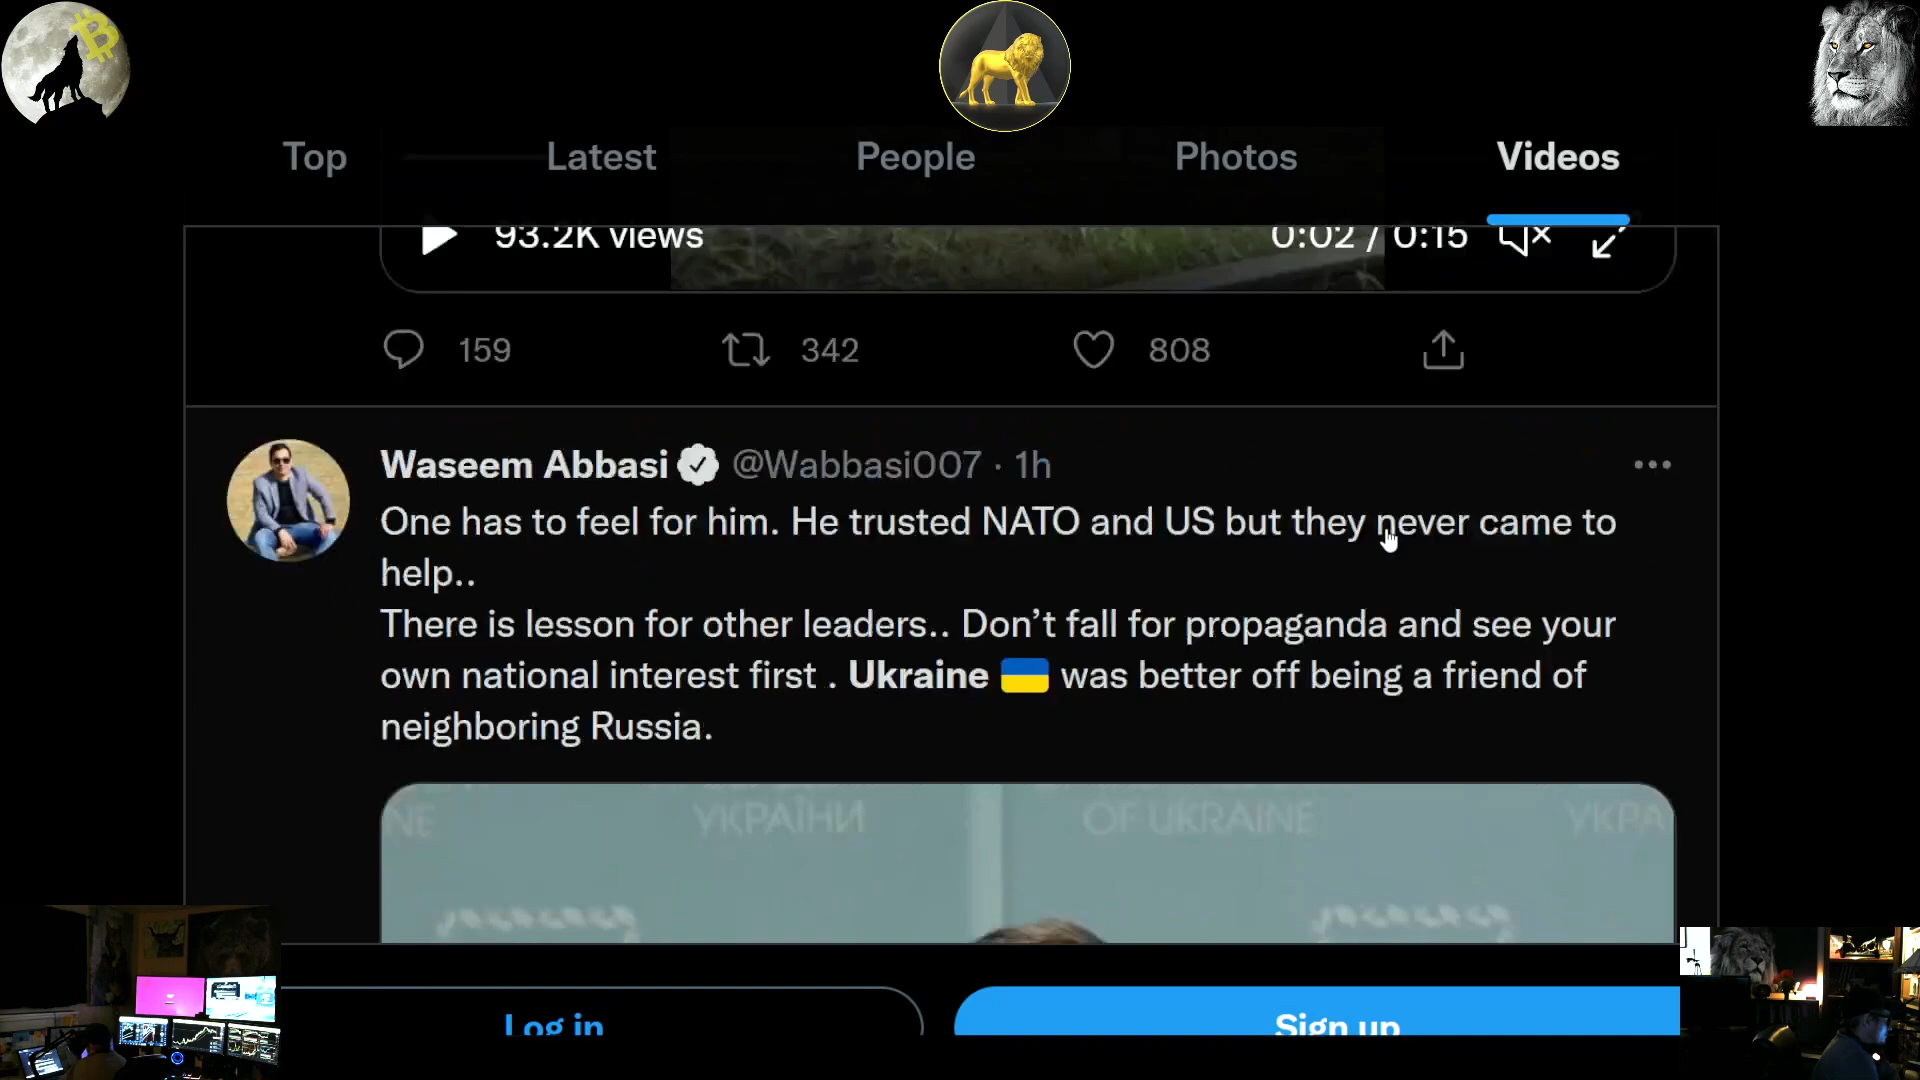 Top Latest People Photos Videos
93.2K views 0:02 / 0:15
159 342 808
Waseem Abbasi @Wabbasi007 · 1h
One has to feel for him. He trusted NATO and US but they never came to
help..
There is lesson for other leaders.. Don’t fall for propaganda and see your
own national interest first . Ukraine 🇺🇦 was better off being a friend of
neighboring Russia.
NE УКРАЇНИ OF UKRAINE УКРА
Log in Sign up